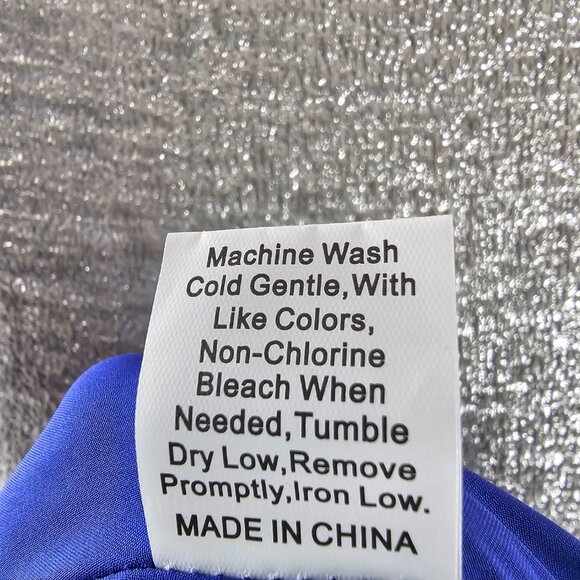 Machine Wash
Cold Gentle,With
Like Colors,
Non-Chlorine
Bleach When
Needed,Tumble
Dry Low,Remove
Promptly,Iron Low.
MADE IN CHINA